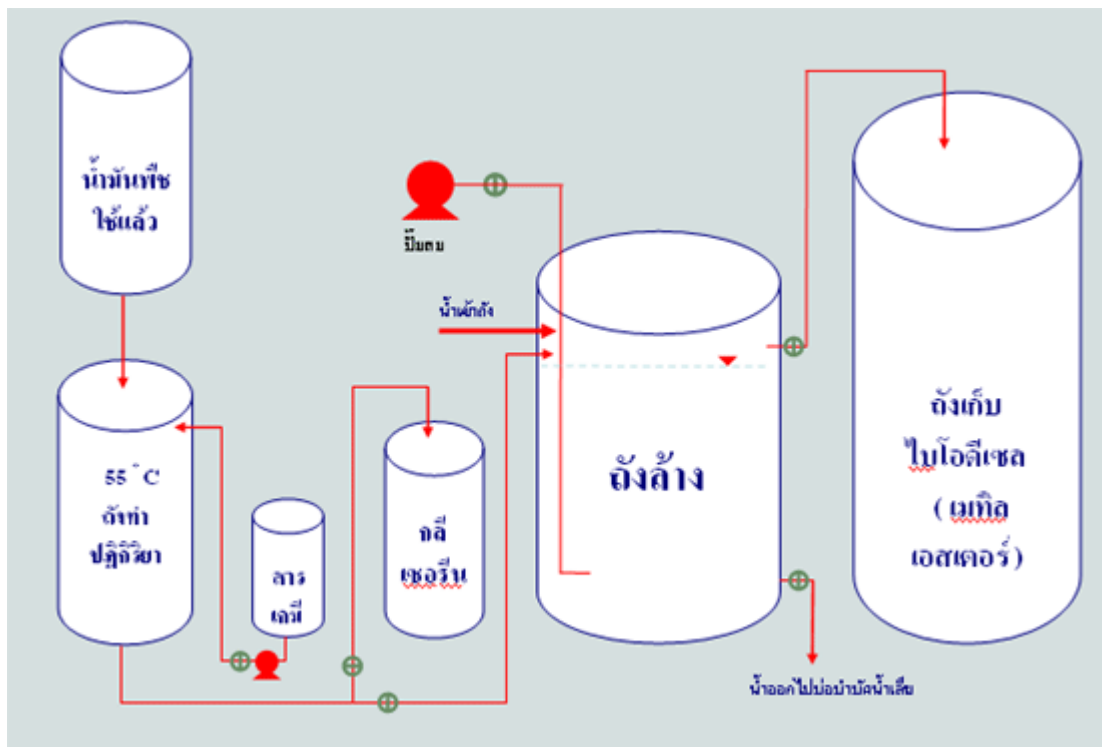 น้ำมันพืช
ใช้แล้ว
ปั๊มลม
น้ำเข้าถัง
55 ° C
ถังทำ
ปฏิกิริยา
สาร
เคมี
กลี
เซอรีน
ถังล้าง
ถังเก็บ
ไบโอดีเซล
( เมทิล
เอสเตอร์ )
น้ำออกไปบ่อบำบัดน้ำเสีย